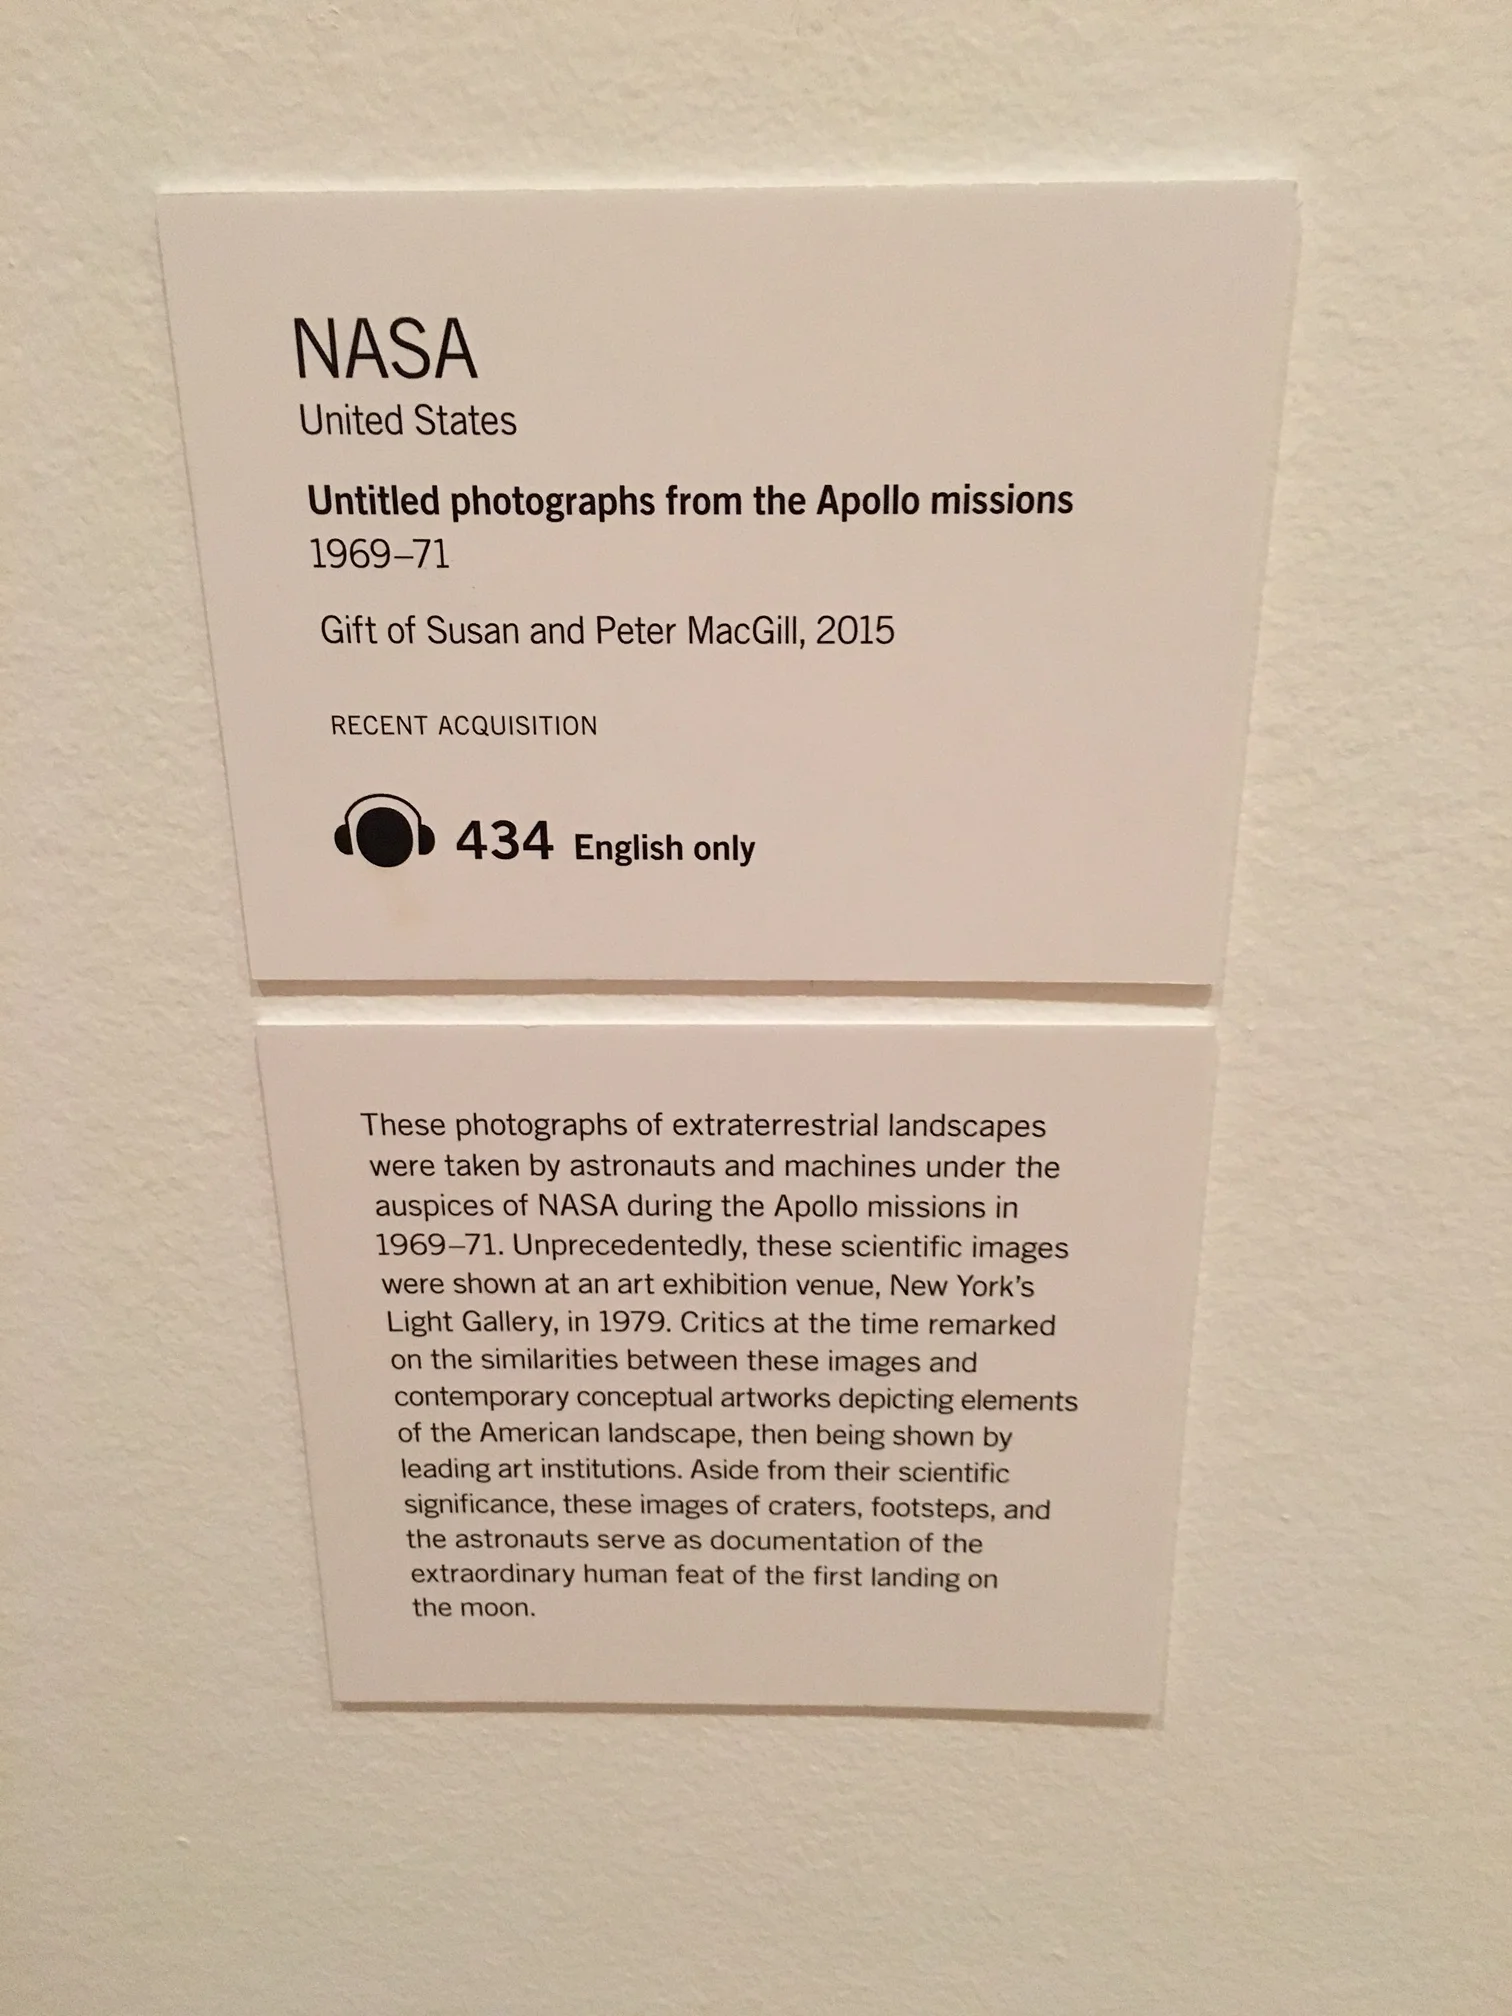 NASA
United States
Untitled photographs from the Apollo missions
1969–71
Gift of Susan and Peter MacGill, 2015
RECENT ACQUISITION
434 English only
These photographs of extraterrestrial landscapes
were taken by astronauts and machines under the
auspices of NASA during the Apollo missions in
1969–71. Unprecedentedly, these scientific images
were shown at an art exhibition venue, New York's
Light Gallery, in 1979. Critics at the time remarked
on the similarities between these images and
contemporary conceptual artworks depicting elements
of the American landscape, then being shown by
leading art institutions. Aside from their scientific
significance, these images of craters, footsteps, and
the astronauts serve as documentation of the
extraordinary human feat of the first landing on
the moon.